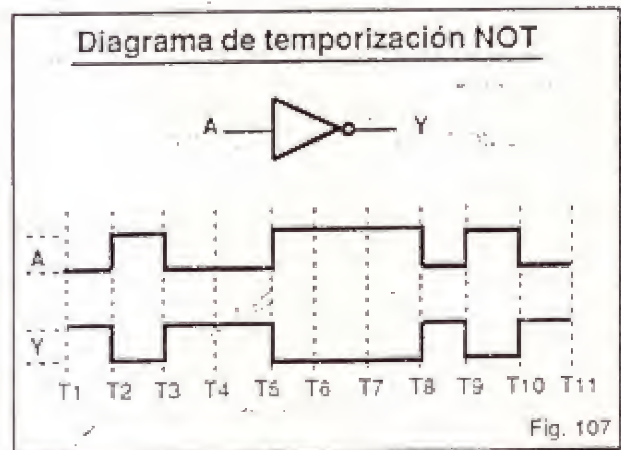 Diagrama de temporización NOT
A Y
A
Y
T1 T2 T3 T4 T5 T6 T7 T8 T9 T10 T11
Fig. 107